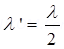 λ' = λ/2